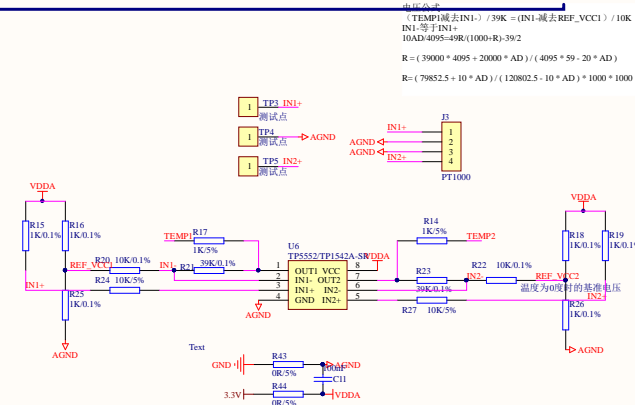 电压公式
（TEMP1减去IN1-）/ 39K =（IN1-减去REF_VCC1）/ 10K
IN1-等于IN1+
10AD/4095=49R/(1000+R)-39/2
R = ( 39000 * 4095 + 20000 * AD ) / ( 4095 * 59 - 20 * AD )
R= ( 79852.5 + 10 * AD ) / ( 120802.5 - 10 * AD ) * 1000 * 1000
1 TP3 IN1+
测试点
1 TP4 AGND
测试点
1 TP5 IN2+
测试点
J3
IN1+ 1
AGND 2
AGND 3
IN2+ 4
PT1000
VDDA
R15
1K/0.1%
R16
1K/0.1%
REF_VCC1
R20 10K/0.1%
IN1-
R21 39K/0.1%
TEMP1
R17
1K/5%
IN1+
R24 10K/5%
R25
1K/0.1%
AGND
U6
TP5552/TP1542A-SR
1 OUT1 VCC 8
2 IN1- OUT2 7
3 IN1+ IN2- 6
4 GND IN2+ 5
AGND
VDDA
R14
1K/5%
TEMP2
R23
39K/0.1%
IN2-
R22 10K/0.1%
REF_VCC2
R27 10K/5%
温度为0度时的基准电压
IN2+
VDDA
R18
1K/0.1%
R19
1K/0.1%
R26
1K/0.1%
AGND
Text
GND
R43
0R/5%
AGND
100nF
C11
3.3V
R44
0R/5%
VDDA